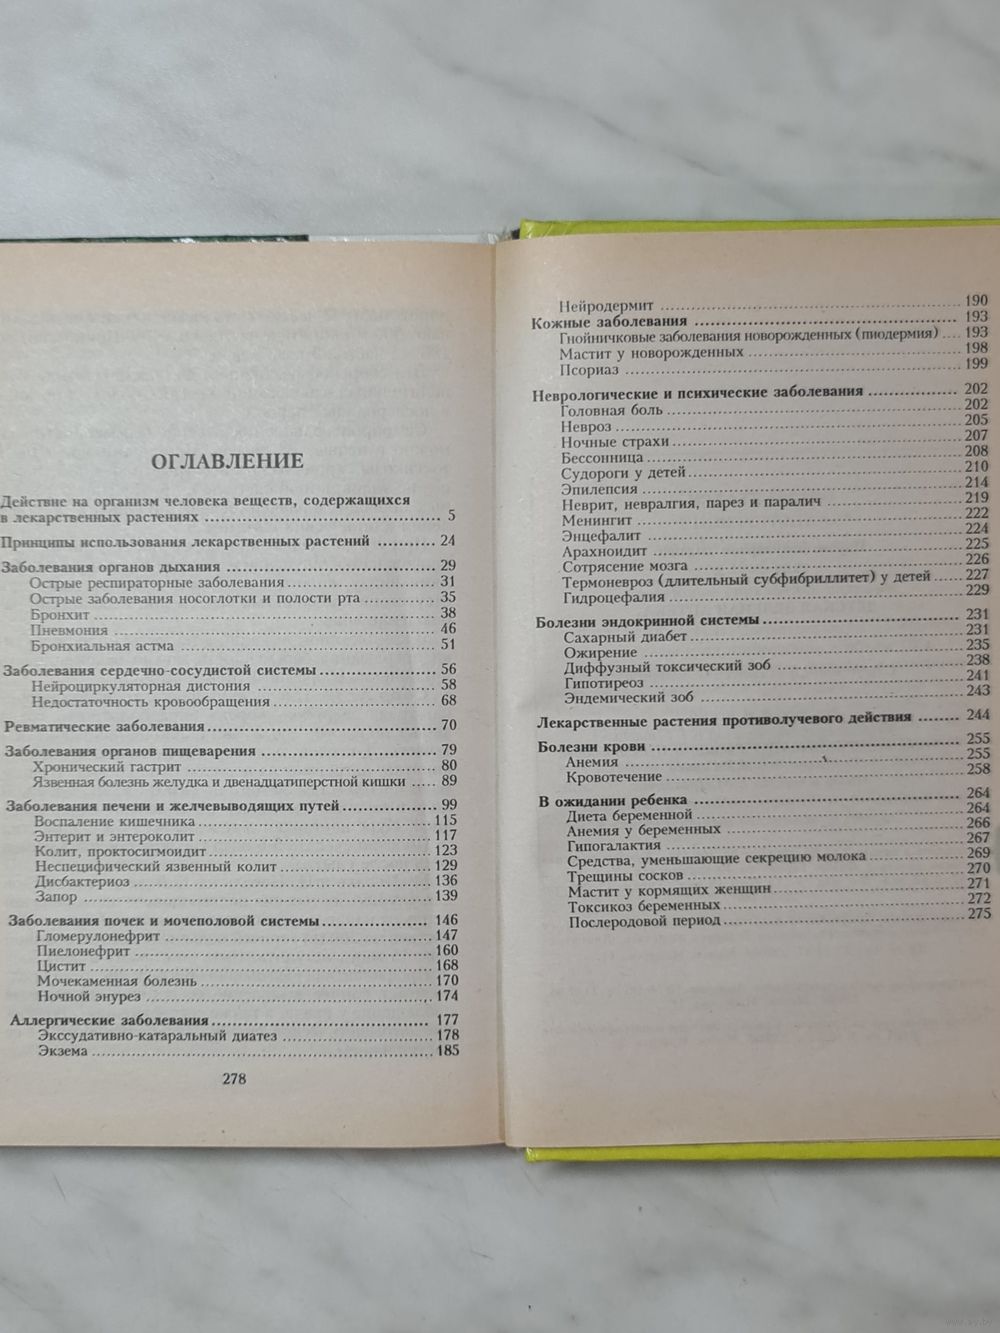 ОГЛАВЛЕНИЕ
Действие на организм человека веществ, содержащихся
в лекарственных растениях ........ 5
Принципы использования лекарственных растений ........ 24
Заболевания органов дыхания ........ 29
Острые респираторные заболевания ........ 31
Острые заболевания носоглотки и полости рта ........ 35
Бронхит ........ 38
Пневмония ........ 46
Бронхиальная астма ........ 51
Заболевания сердечно-сосудистой системы ........ 56
Нейроциркуляторная дистония ........ 58
Недостаточность кровообращения ........ 68
Ревматические заболевания ........ 70
Заболевания органов пищеварения ........ 79
Хронический гастрит ........ 80
Язвенная болезнь желудка и двенадцатиперстной кишки ..... 89
Заболевания печени и желчевыводящих путей ........ 99
Воспаление кишечника ........ 115
Энтерит и энтероколит ........ 117
Колит, проктосигмоидит ........ 123
Неспецифический язвенный колит ........ 129
Дисбактериоз ........ 136
Запор ........ 139
Заболевания почек и мочеполовой системы ........ 146
Гломерулонефрит ........ 147
Пиелонефрит ........ 160
Цистит ........ 168
Мочекаменная болезнь ........ 170
Ночной энурез ........ 174
Аллергические заболевания ........ 177
Экссудативно-катаральный диатез ........ 178
Экзема ........ 185
278
Нейродермит ........ 190
Кожные заболевания ........ 193
Гнойничковые заболевания новорожденных (пиодермия) .... 193
Мастит у новорожденных ........ 198
Псориаз ........ 199
Неврологические и психические заболевания ........ 202
Головная боль ........ 202
Невроз ........ 205
Ночные страхи ........ 207
Бессонница ........ 208
Судороги у детей ........ 210
Эпилепсия ........ 214
Неврит, невралгия, парез и паралич ........ 219
Менингит ........ 222
Энцефалит ........ 224
Арахноидит ........ 225
Сотрясение мозга ........ 226
Термоневроз (длительный субфибриллитет) у детей ........ 227
Гидроцефалия ........ 229
Болезни эндокринной системы ........ 231
Сахарный диабет ........ 231
Ожирение ........ 235
Диффузный токсический зоб ........ 238
Гипотиреоз ........ 241
Эндемический зоб ........ 243
Лекарственные растения противолучевого действия ........ 244
Болезни крови ........ 255
Анемия ........ 255
Кровотечение ........ 258
В ожидании ребенка ........ 264
Диета беременной ........ 264
Анемия у беременных ........ 266
Гипогалактия ........ 267
Средства, уменьшающие секрецию молока ........ 269
Трещины сосков ........ 270
Мастит у кормящих женщин ........ 271
Токсикоз беременных ........ 272
Послеродовой период ........ 275